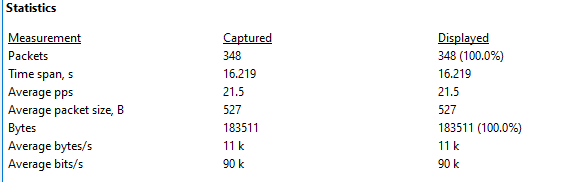 Statistics
Measurement Captured Displayed
Packets 348 348 (100.0%)
Time span, s 16.219 16.219
Average pps 21.5 21.5
Average packet size, B 527 527
Bytes 183511 183511 (100.0%)
Average bytes/s 11 k 11 k
Average bits/s 90 k 90 k